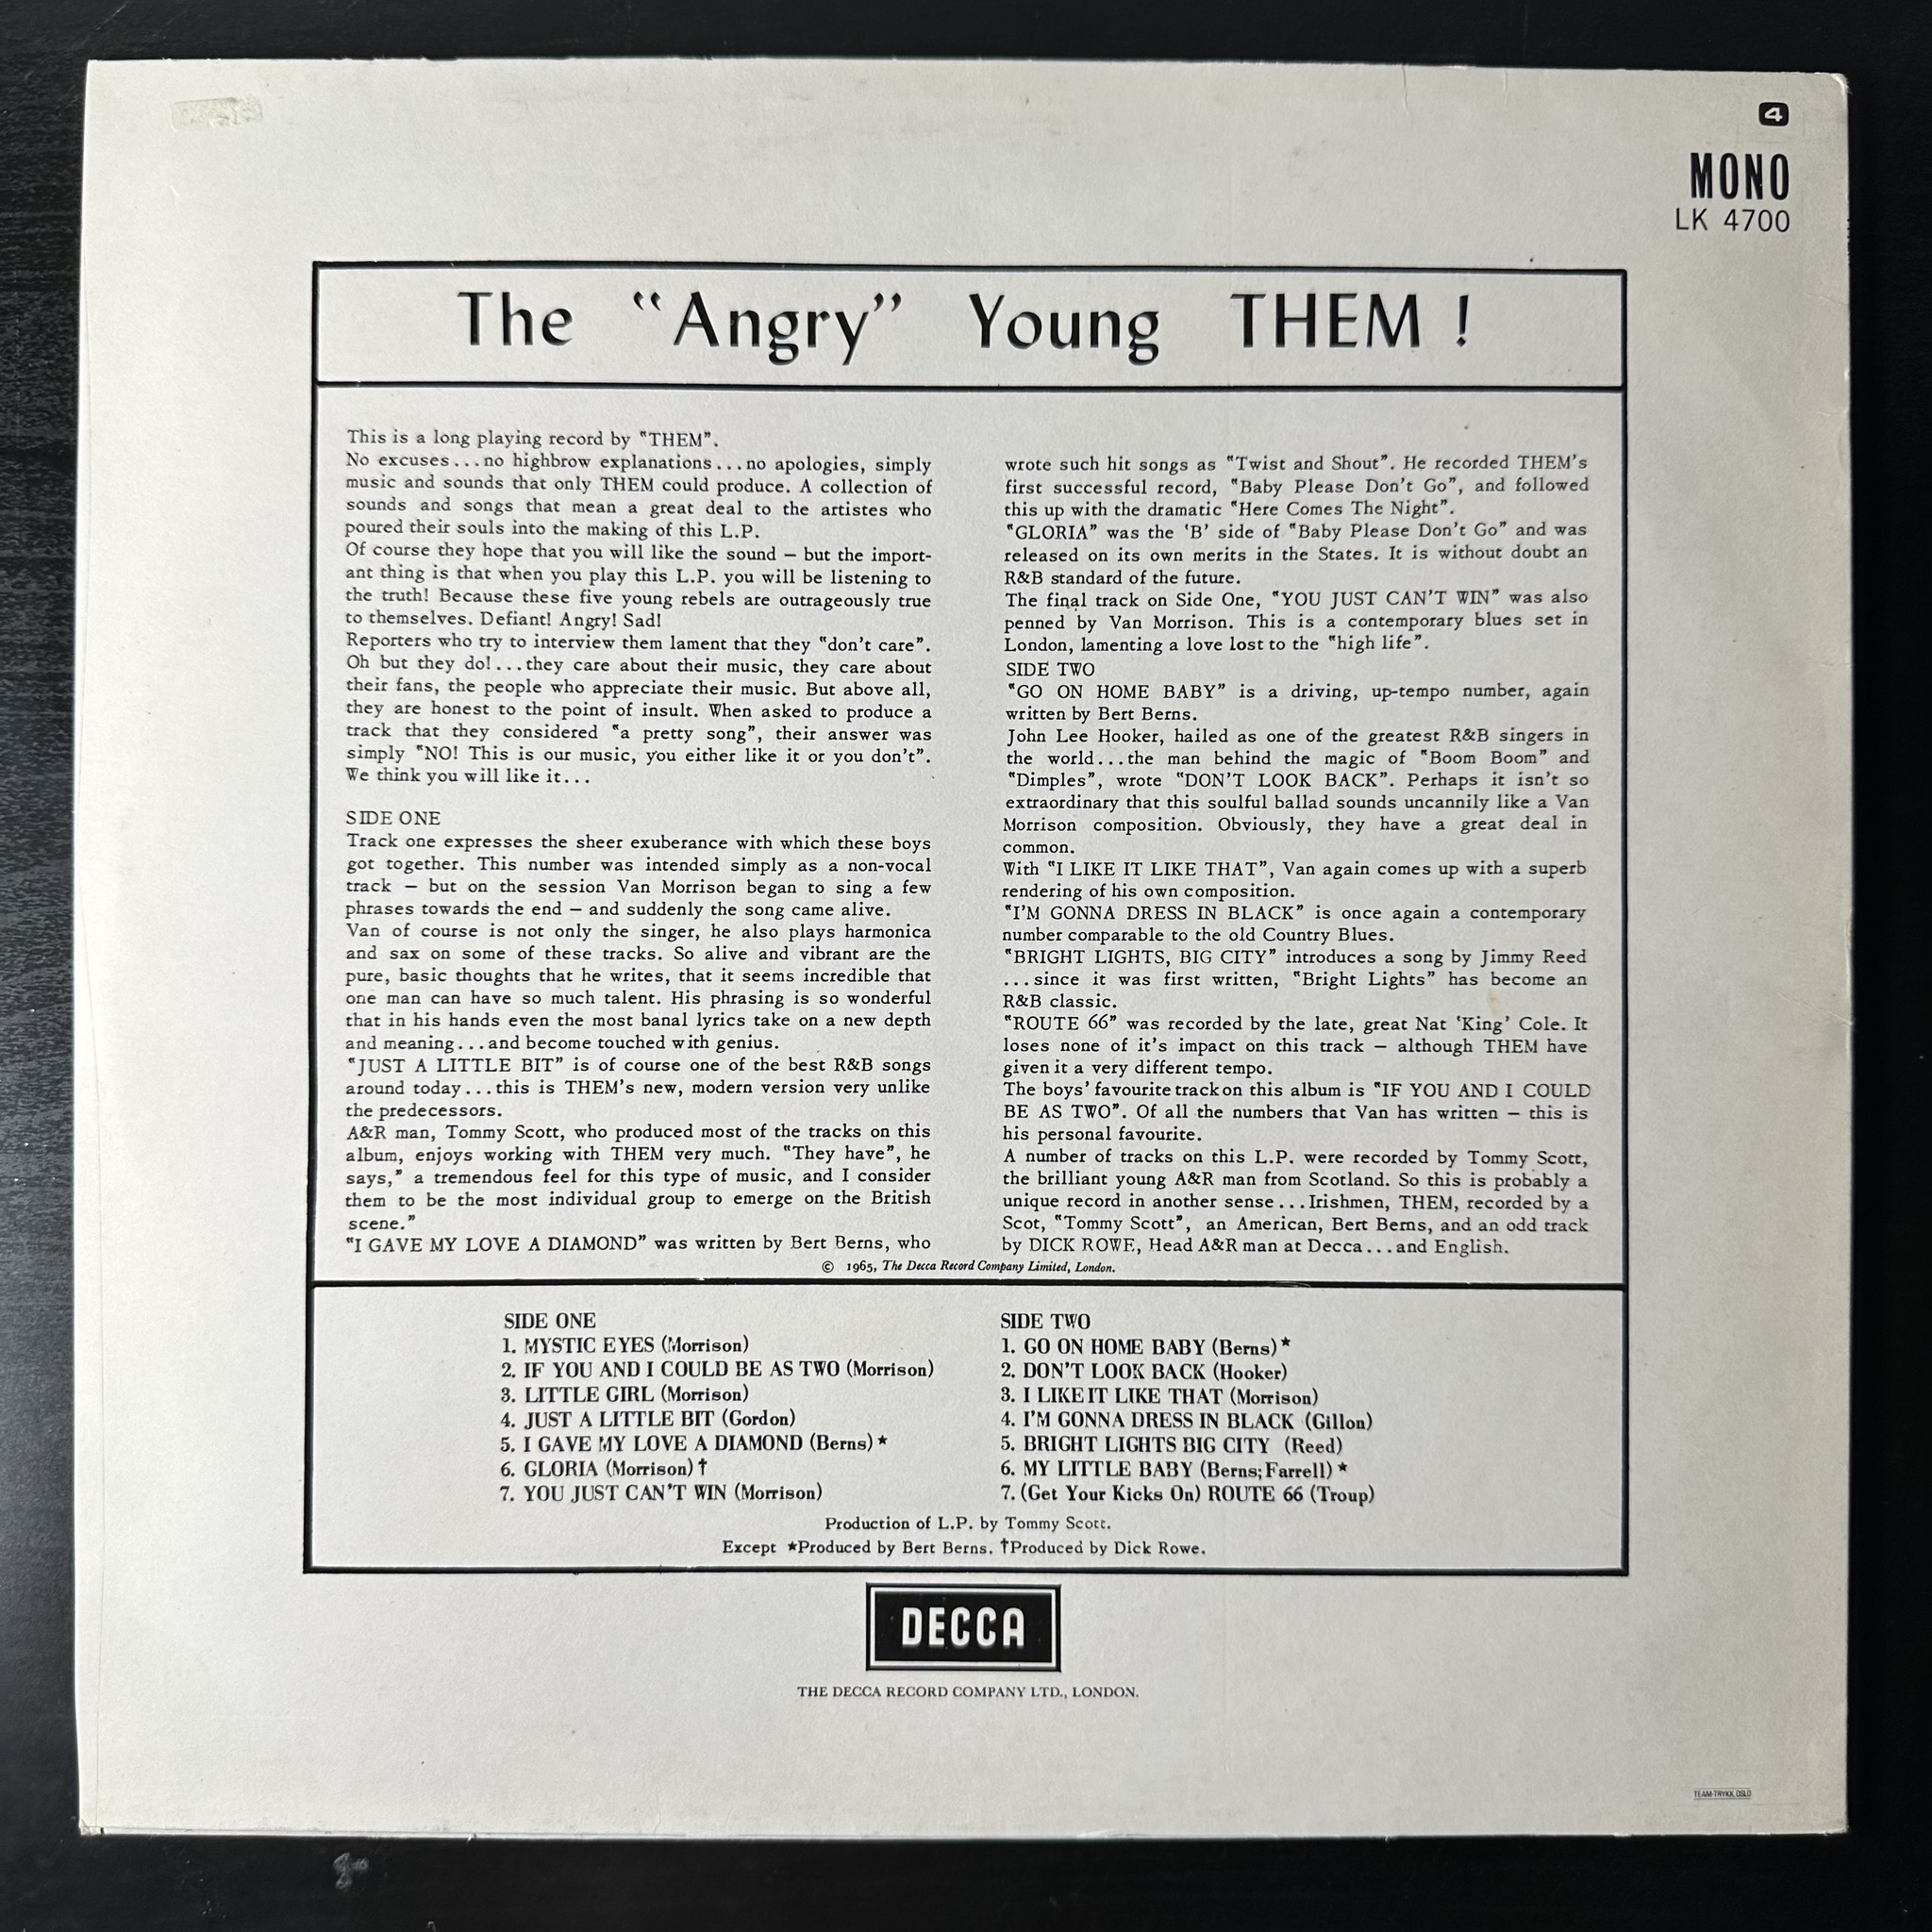 4
MONO
LK 4700
The "Angry" Young THEM !
This is a long playing record by "THEM".
No excuses...no highbrow explanations...no apologies, simply
music and sounds that only THEM could produce. A collection of
sounds and songs that mean a great deal to the artistes who
poured their souls into the making of this L.P.
Of course they hope that you will like the sound – but the import-
ant thing is that when you play this L.P. you will be listening to
the truth! Because these five young rebels are outrageously true
to themselves. Defiant! Angry! Sad!
Reporters who try to interview them lament that they "don't care".
Oh but they do!...they care about their music, they care about
their fans, the people who appreciate their music. But above all,
they are honest to the point of insult. When asked to produce a
track that they considered "a pretty song", their answer was
simply "NO! This is our music, you either like it or you don't".
We think you will like it...
SIDE ONE
Track one expresses the sheer exuberance with which these boys
got together. This number was intended simply as a non-vocal
track – but on the session Van Morrison began to sing a few
phrases towards the end – and suddenly the song came alive.
Van of course is not only the singer, he also plays harmonica
and sax on some of these tracks. So alive and vibrant are the
pure, basic thoughts that he writes, that it seems incredible that
one man can have so much talent. His phrasing is so wonderful
that in his hands even the most banal lyrics take on a new depth
and meaning...and become touched with genius.
"JUST A LITTLE BIT" is of course one of the best R&B songs
around today...this is THEM's new, modern version very unlike
the predecessors.
A&R man, Tommy Scott, who produced most of the tracks on this
album, enjoys working with THEM very much. "They have", he
says," a tremendous feel for this type of music, and I consider
them to be the most individual group to emerge on the British
scene."
"I GAVE MY LOVE A DIAMOND" was written by Bert Berns, who
wrote such hit songs as "Twist and Shout". He recorded THEM's
first successful record, "Baby Please Don't Go", and followed
this up with the dramatic "Here Comes The Night".
"GLORIA" was the 'B' side of "Baby Please Don't Go" and was
released on its own merits in the States. It is without doubt an
R&B standard of the future.
The final track on Side One, "YOU JUST CAN'T WIN" was also
penned by Van Morrison. This is a contemporary blues set in
London, lamenting a love lost to the "high life".
SIDE TWO
"GO ON HOME BABY" is a driving, up-tempo number, again
written by Bert Berns.
John Lee Hooker, hailed as one of the greatest R&B singers in
the world...the man behind the magic of "Boom Boom" and
"Dimples", wrote "DON'T LOOK BACK". Perhaps it isn't so
extraordinary that this soulful ballad sounds uncannily like a Van
Morrison composition. Obviously, they have a great deal in
common.
With "I LIKE IT LIKE THAT", Van again comes up with a superb
rendering of his own composition.
"I'M GONNA DRESS IN BLACK" is once again a contemporary
number comparable to the old Country Blues.
"BRIGHT LIGHTS, BIG CITY" introduces a song by Jimmy Reed
...since it was first written, "Bright Lights" has become an
R&B classic.
"ROUTE 66" was recorded by the late, great Nat 'King' Cole. It
loses none of it's impact on this track – although THEM have
given it a very different tempo.
The boys' favourite track on this album is "IF YOU AND I COULD
BE AS TWO". Of all the numbers that Van has written – this is
his personal favourite.
A number of tracks on this L.P. were recorded by Tommy Scott,
the brilliant young A&R man from Scotland. So this is probably a
unique record in another sense...Irishmen, THEM, recorded by a
Scot, "Tommy Scott", an American, Bert Berns, and an odd track
by DICK ROWE, Head A&R man at Decca...and English.
© 1965, The Decca Record Company Limited, London.
SIDE ONE
1. MYSTIC EYES (Morrison)
2. IF YOU AND I COULD BE AS TWO (Morrison)
3. LITTLE GIRL (Morrison)
4. JUST A LITTLE BIT (Gordon)
5. I GAVE MY LOVE A DIAMOND (Berns)★
6. GLORIA (Morrison)†
7. YOU JUST CAN'T WIN (Morrison)
SIDE TWO
1. GO ON HOME BABY (Berns)★
2. DON'T LOOK BACK (Hooker)
3. I LIKE IT LIKE THAT (Morrison)
4. I'M GONNA DRESS IN BLACK (Gillon)
5. BRIGHT LIGHTS BIG CITY (Reed)
6. MY LITTLE BABY (Berns; Farrell)★
7. (Get Your Kicks On) ROUTE 66 (Troup)
Production of L.P. by Tommy Scott.
Except ★Produced by Bert Berns. †Produced by Dick Rowe.
DECCA
THE DECCA RECORD COMPANY LTD., LONDON.
TEAM-TRYKK, OSLO